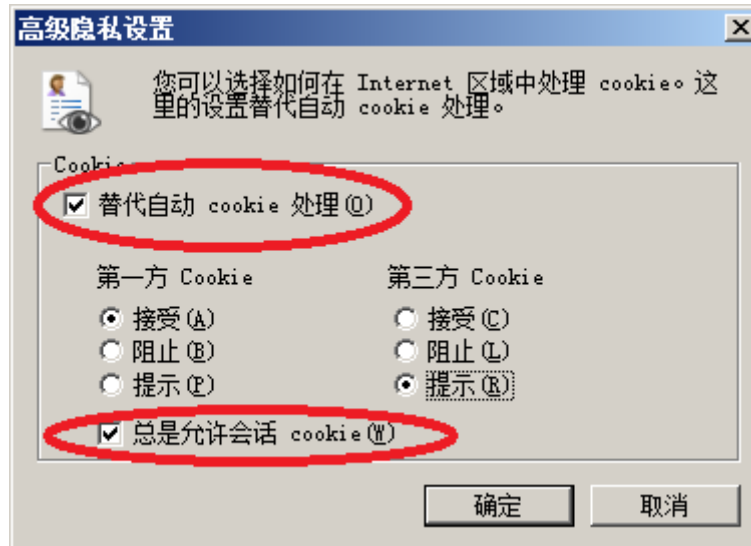 高级隐私设置
您可以选择如何在 Internet 区域中处理 cookie。这
里的设置替代自动 cookie 处理。
Cookie
替代自动 cookie 处理(O)
第一方 Cookie 第三方 Cookie
接受(A) 接受(C)
阻止(B) 阻止(L)
提示(P) 提示(R)
总是允许会话 cookie(W)
确定 取消